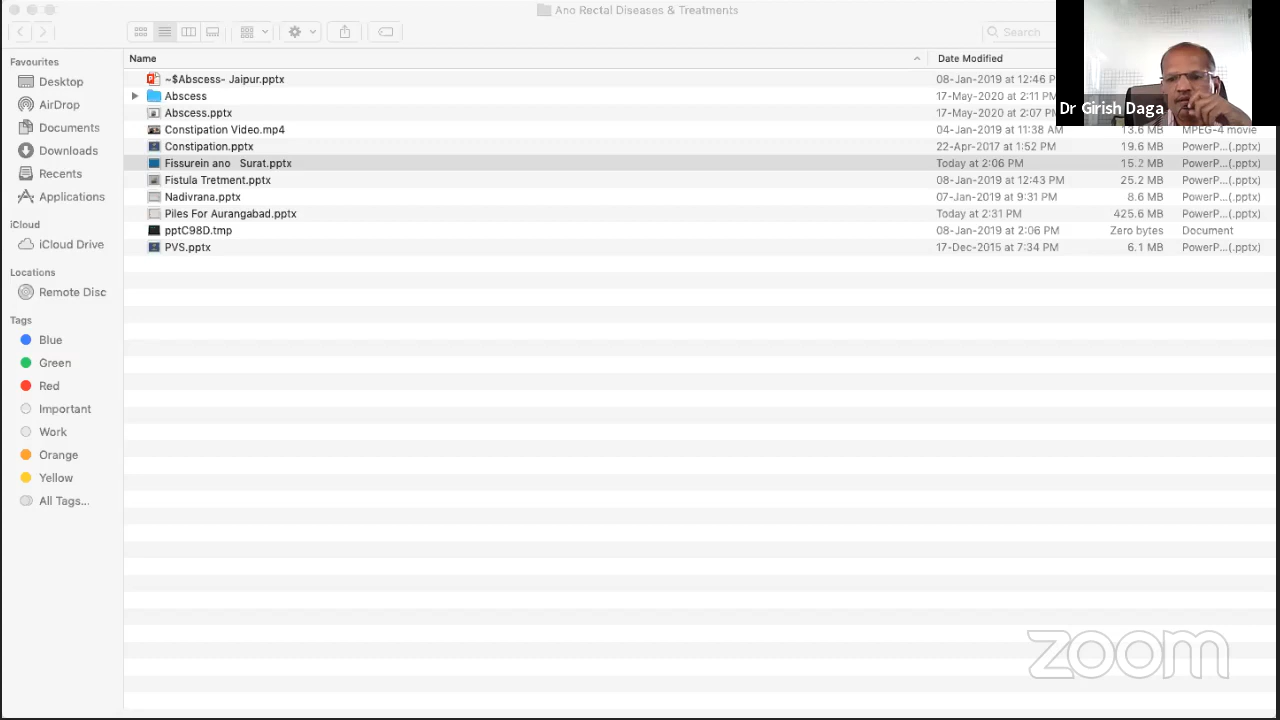 Ano Rectal Diseases & Treatments
Search
Favourites
Desktop
AirDrop
Documents
Downloads
Recents
Applications
iCloud
iCloud Drive
Locations
Remote Disc
Tags
Blue
Green
Red
Important
Work
Orange
Yellow
All Tags...
Name Date Modified
~$Abscess- Jaipur.pptx 08-Jan-2019 at 12:46 P
Abscess 17-May-2020 at 2:11 PM
Abscess.pptx 17-May-2020 at 2:07 PM
Constipation Video.mp4 04-Jan-2019 at 11:38 AM 13.6 MB MPEG-4 movie
Constipation.pptx 22-Apr-2017 at 1:52 PM 19.6 MB PowerP...(.pptx)
Fissurein ano Surat.pptx Today at 2:06 PM 15.2 MB PowerP...(.pptx)
Fistula Tretment.pptx 08-Jan-2019 at 12:43 PM 25.2 MB PowerP...(.pptx)
Nadivrana.pptx 07-Jan-2019 at 9:31 PM 8.6 MB PowerP...(.pptx)
Piles For Aurangabad.pptx Today at 2:31 PM 425.6 MB PowerP...(.pptx)
pptC98D.tmp 08-Jan-2019 at 2:06 PM Zero bytes Document
PVS.pptx 17-Dec-2015 at 7:34 PM 6.1 MB PowerP...(.pptx)
Dr Girish Daga
zoom